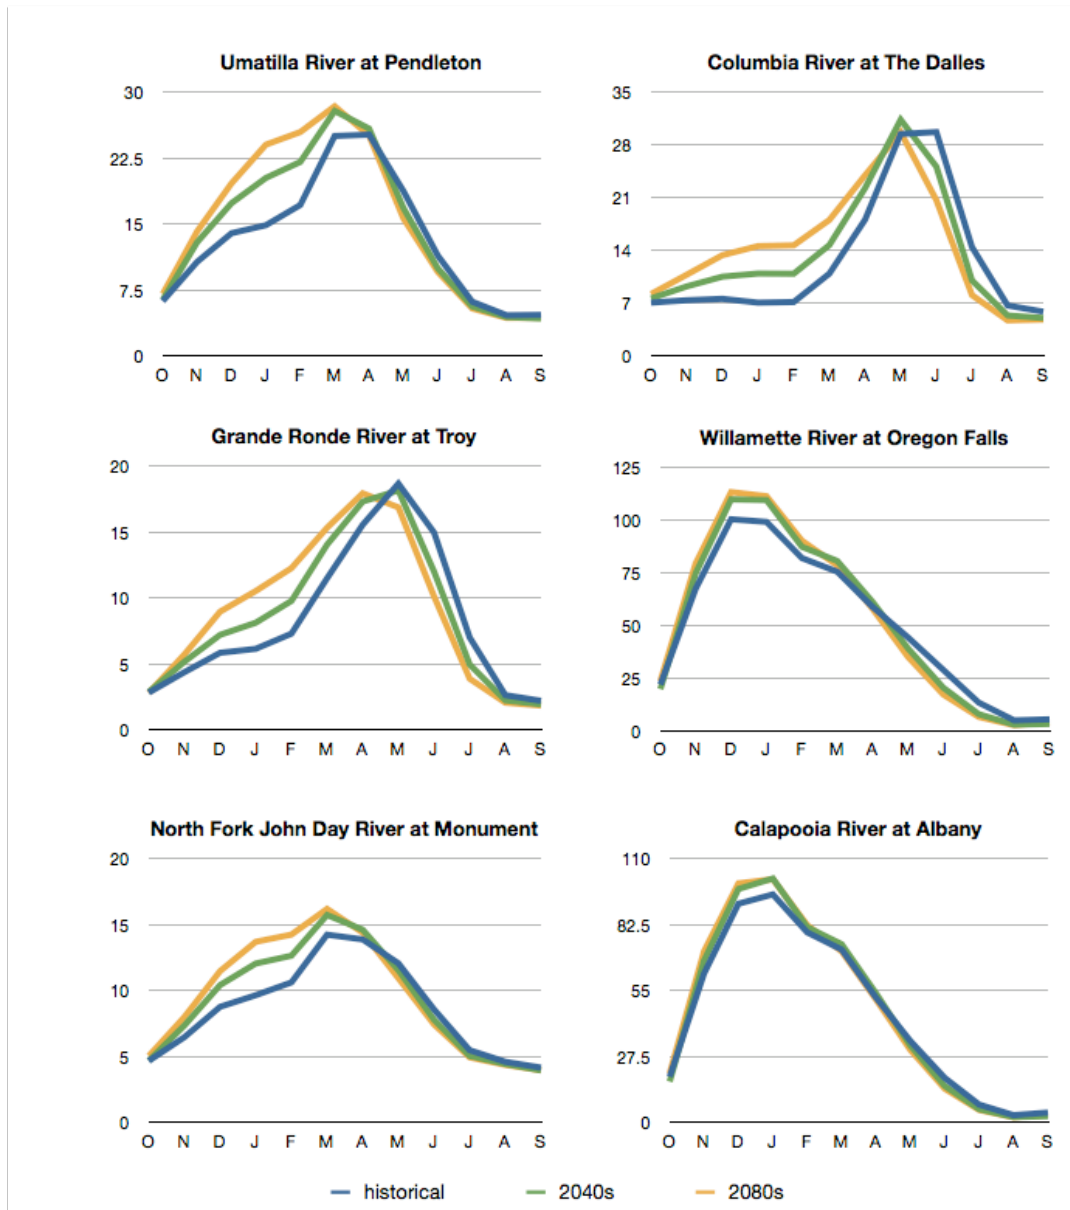 Umatilla River at Pendleton
30
22.5
15
7.5
0
O N D J F M A M J J A S
Columbia River at The Dalles
35
28
21
14
7
0
O N D J F M A M J J A S
Grande Ronde River at Troy
20
15
10
5
0
O N D J F M A M J J A S
Willamette River at Oregon Falls
125
100
75
50
25
0
O N D J F M A M J J A S
North Fork John Day River at Monument
20
15
10
5
0
O N D J F M A M J J A S
Calapooia River at Albany
110
82.5
55
27.5
0
O N D J F M A M J J A S
historical 2040s 2080s